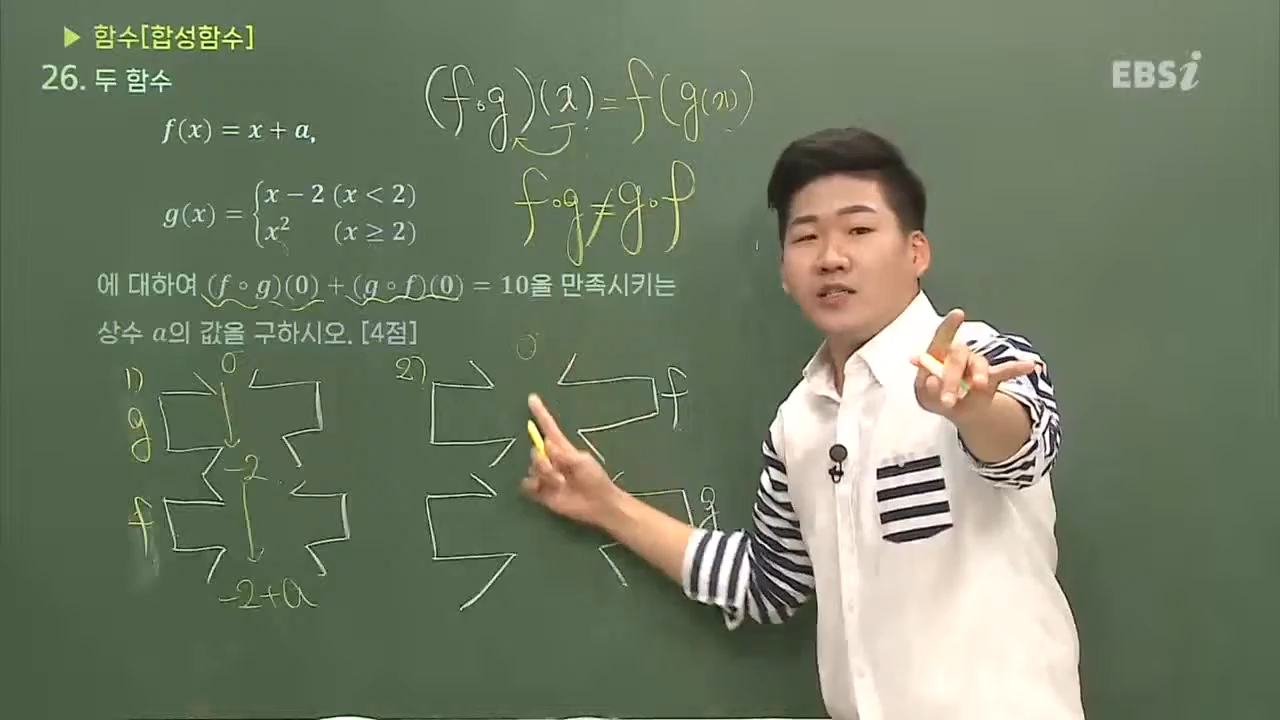 ▶ 함수[합성함수]
EBSi
26. 두 함수
f(x) = x + a,
g(x) = { x − 2 (x < 2)
x² (x ≥ 2)
에 대하여 (f ∘ g)(0) + (g ∘ f)(0) = 10을 만족시키는
상수 a의 값을 구하시오. [4점]
(f∘g)(x) = f(g(x))
f∘g ≠ g∘f
1) 0
g
-2
f
-2+a
2) 0
f
g